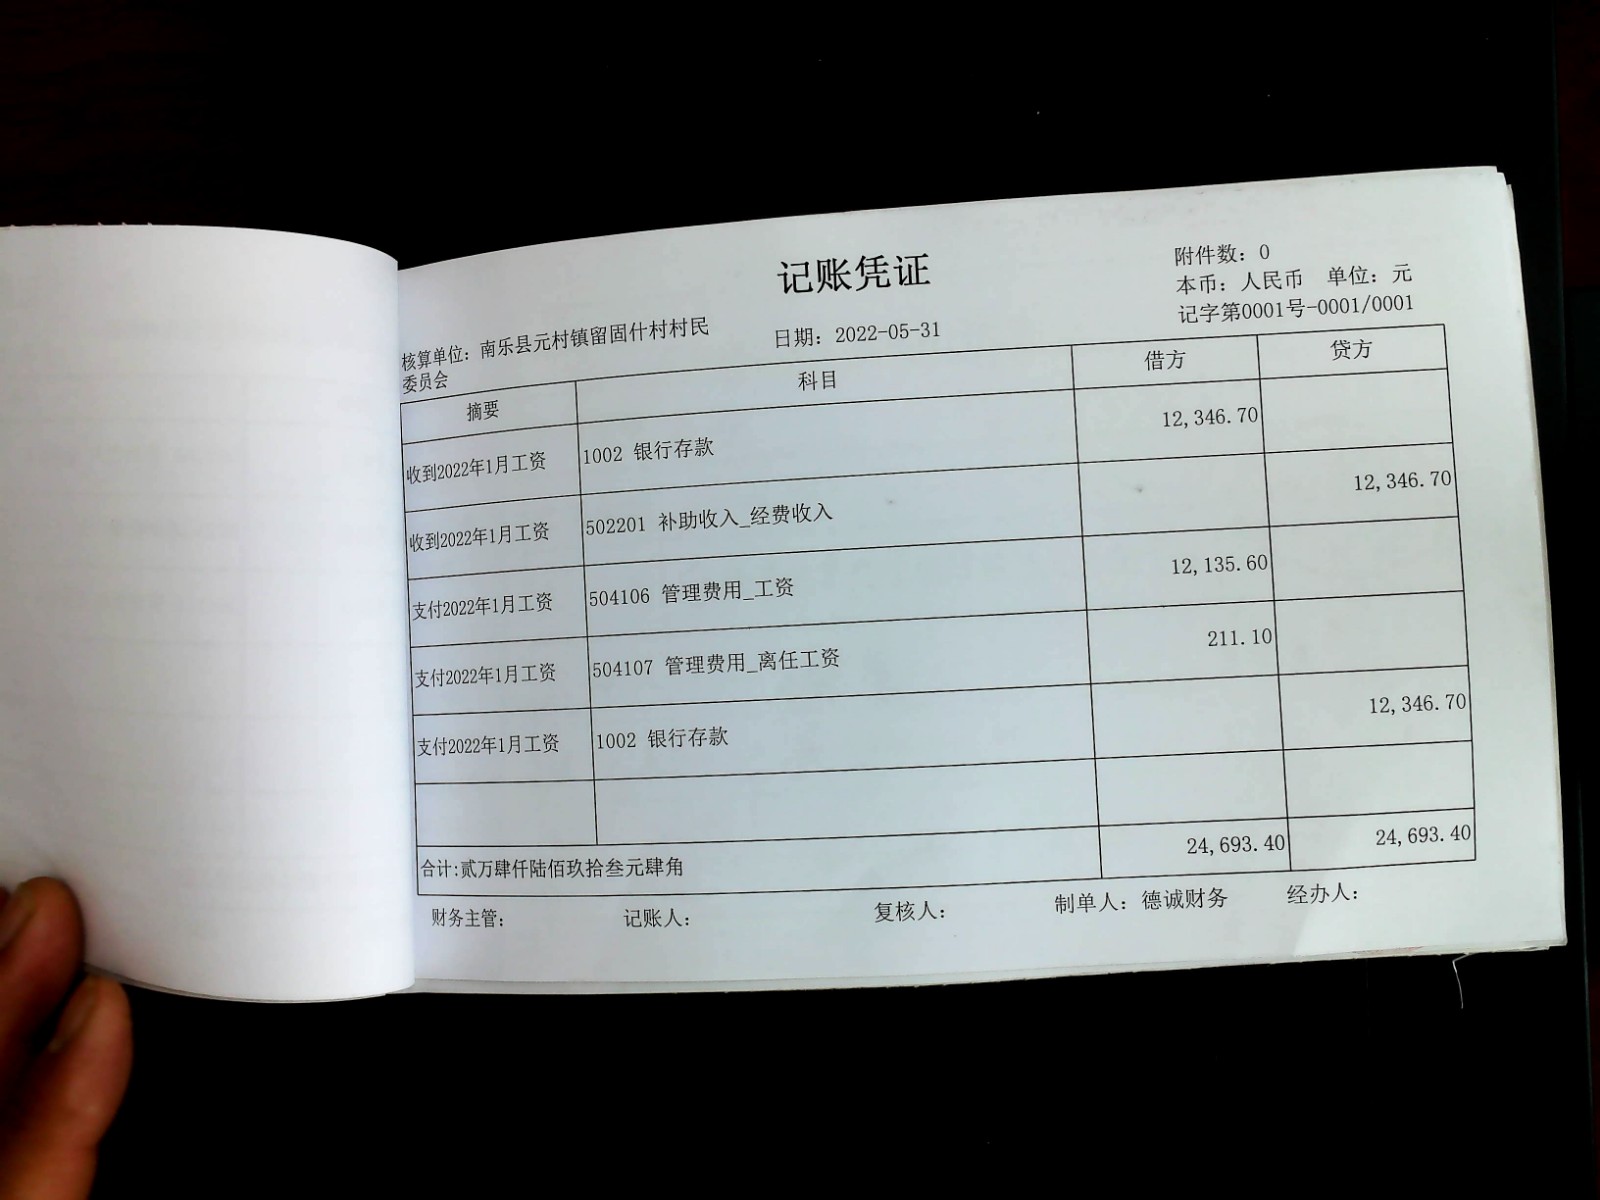 记账凭证
附件数：0
本币：人民币 单位：元
记字第0001号-0001/0001
核算单位：南乐县元村镇留固什村村民
委员会
日期：2022-05-31
摘要 科目 借方 贷方
收到2022年1月工资 1002 银行存款 12,346.70
收到2022年1月工资 502201 补助收入_经费收入 12,346.70
支付2022年1月工资 504106 管理费用_工资 12,135.60
支付2022年1月工资 504107 管理费用_离任工资 211.10
支付2022年1月工资 1002 银行存款 12,346.70
合计:贰万肆仟陆佰玖拾叁元肆角 24,693.40 24,693.40
财务主管： 记账人： 复核人： 制单人：德诚财务 经办人：